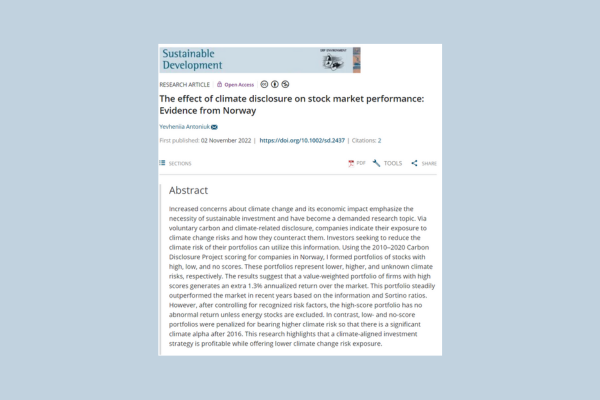 Sustainable
Development
RESEARCH ARTICLE Open Access
The effect of climate disclosure on stock market performance:
Evidence from Norway
Yevheniia Antoniuk
First published: 02 November 2022 | https://doi.org/10.1002/sd.2437 | Citations: 2
SECTIONS PDF TOOLS SHARE
Abstract
Increased concerns about climate change and its economic impact emphasize the
necessity of sustainable investment and have become a demanded research topic. Via
voluntary carbon and climate-related disclosure, companies indicate their exposure to
climate change risks and how they counteract them. Investors seeking to reduce the
climate risk of their portfolios can utilize this information. Using the 2010–2020 Carbon
Disclosure Project scoring for companies in Norway, I formed portfolios of stocks with
high, low, and no scores. These portfolios represent lower, higher, and unknown climate
risks, respectively. The results suggest that a value-weighted portfolio of firms with high
scores generates an extra 1.3% annualized return over the market. This portfolio steadily
outperformed the market in recent years based on the information and Sortino ratios.
However, after controlling for recognized risk factors, the high-score portfolio has no
abnormal return unless energy stocks are excluded. In contrast, low- and no-score
portfolios were penalized for bearing higher climate risk so that there is a significant
climate alpha after 2016. This research highlights that a climate-aligned investment
strategy is profitable while offering lower climate change risk exposure.